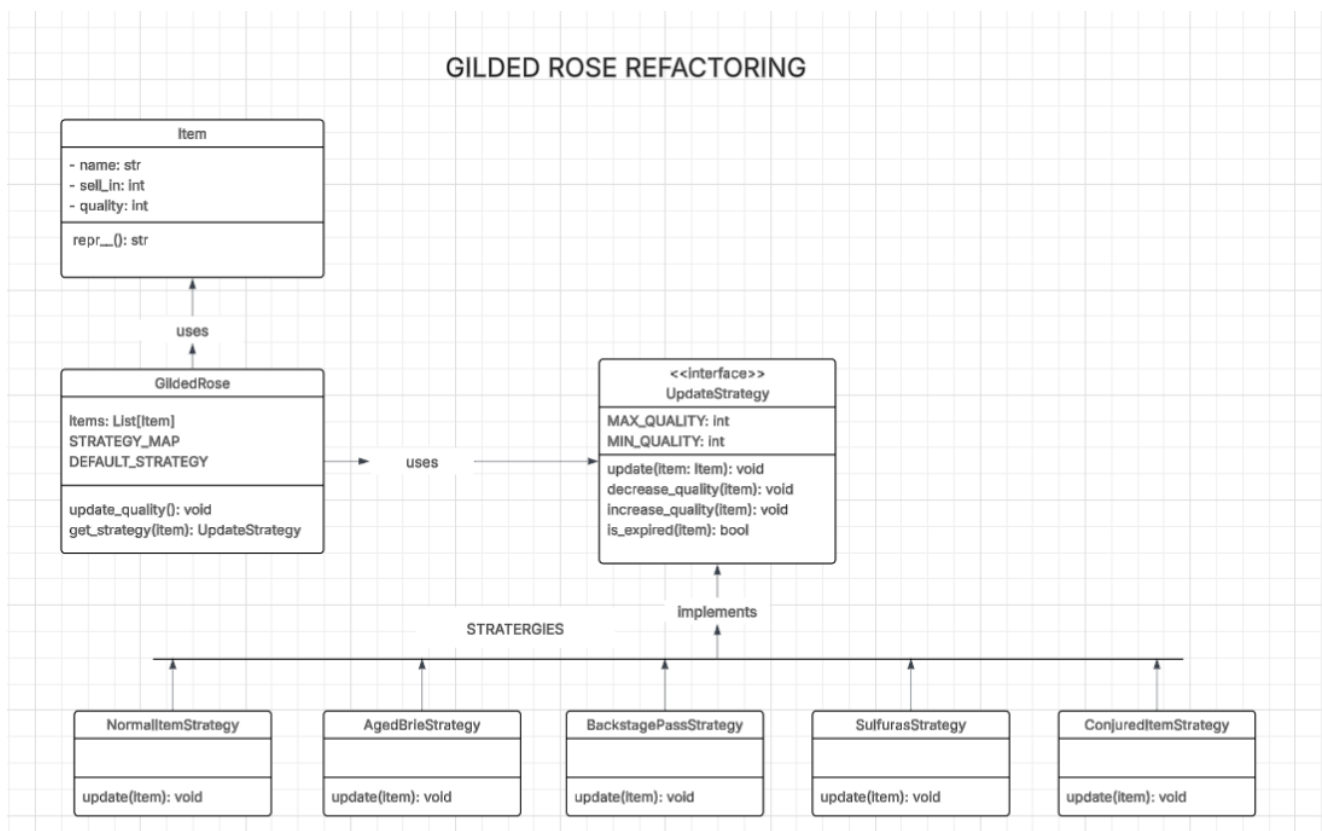 GILDED ROSE REFACTORING
Item
- name: str
- sell_in: int
- quality: int
repr__(): str
uses
GildedRose
Items: List[Item]
STRATEGY_MAP
DEFAULT_STRATEGY
update_quality(): void
get_strategy(item): UpdateStrategy
uses
<<interface>>
UpdateStrategy
MAX_QUALITY: int
MIN_QUALITY: int
update(item: Item): void
decrease_quality(item): void
increase_quality(item): void
is_expired(item): bool
implements
STRATERGIES
NormalItemStrategy
update(Item): void
AgedBrieStrategy
update(Item): void
BackstagePassStrategy
update(Item): void
SulfurasStrategy
update(Item): void
ConjuredItemStrategy
update(Item): void